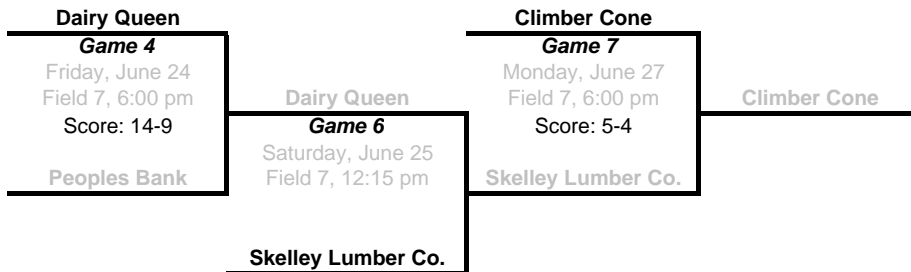 Dairy Queen
Game 4
Friday, June 24
Field 7, 6:00 pm
Score: 14-9
Peoples Bank
Dairy Queen
Game 6
Saturday, June 25
Field 7, 12:15 pm
Skelley Lumber Co.
Climber Cone
Game 7
Monday, June 27
Field 7, 6:00 pm
Score: 5-4
Skelley Lumber Co.
Climber Cone